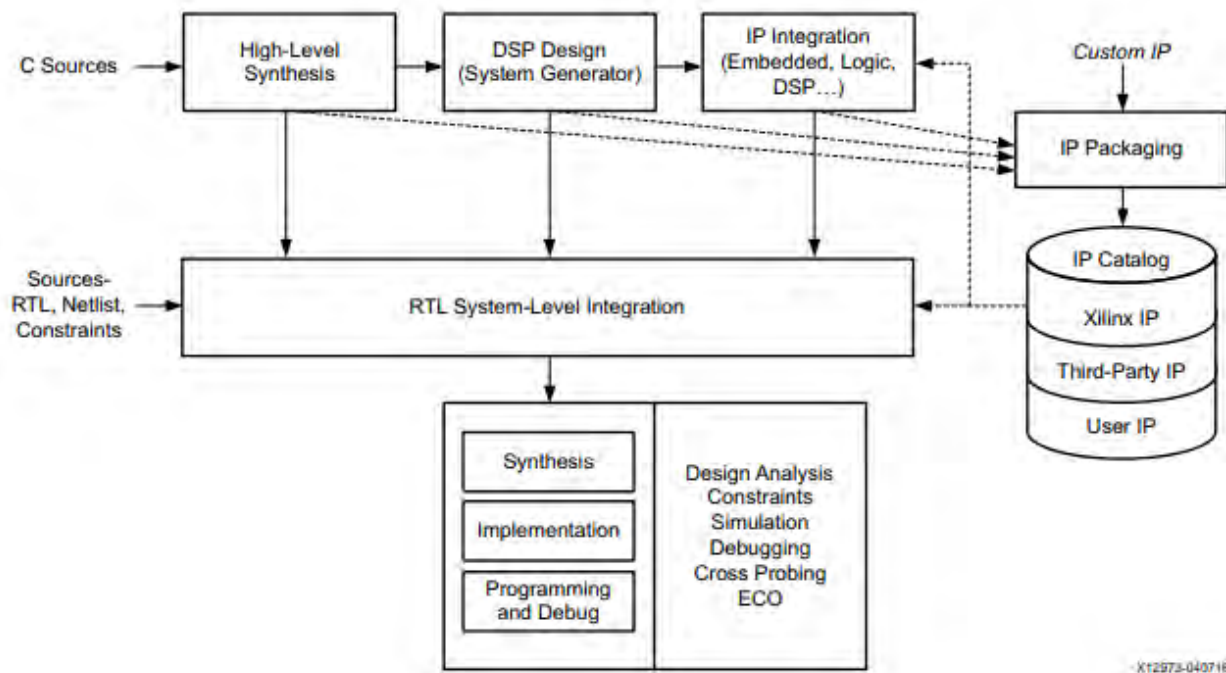 C Sources
High-Level
Synthesis
DSP Design
(System Generator)
IP Integration
(Embedded, Logic,
DSP…)
Custom IP
IP Packaging
IP Catalog
Xilinx IP
Third-Party IP
User IP
Sources-
RTL, Netlist,
Constraints
RTL System-Level Integration
Synthesis
Implementation
Programming
and Debug
Design Analysis
Constraints
Simulation
Debugging
Cross Probing
ECO
X12973-040716